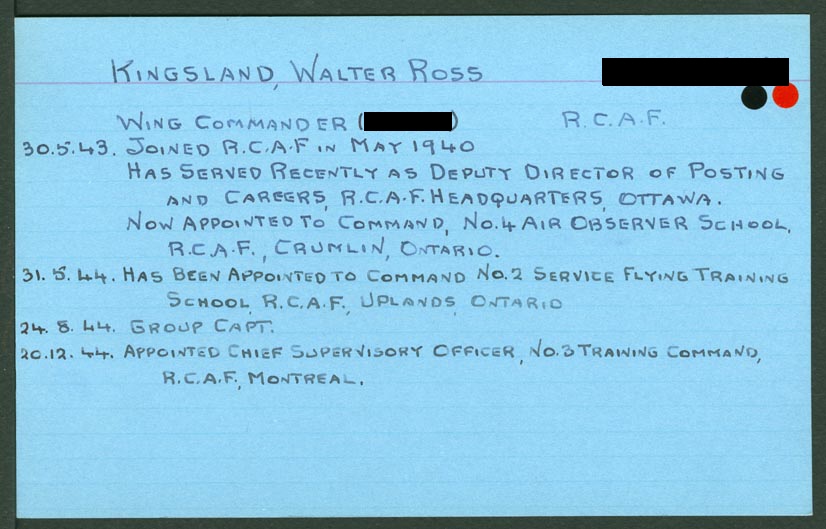 KINGSLAND, WALTER ROSS
WING COMMANDER ( ) R.C.A.F.
30.5.43. JOINED R.C.A.F IN MAY 1940
HAS SERVED RECENTLY AS DEPUTY DIRECTOR OF POSTING
AND CAREERS, R.C.A.F. HEADQUARTERS, OTTAWA.
NOW APPOINTED TO COMMAND, NO.4 AIR OBSERVER SCHOOL,
R.C.A.F., CRUMLIN, ONTARIO.
31.5.44. HAS BEEN APPOINTED TO COMMAND NO.2 SERVICE FLYING TRAINING
SCHOOL, R.C.A.F., UPLANDS, ONTARIO
24.8.44. GROUP CAPT.
20.12.44. APPOINTED CHIEF SUPERVISORY OFFICER, NO.3 TRAINING COMMAND,
R.C.A.F., MONTREAL.